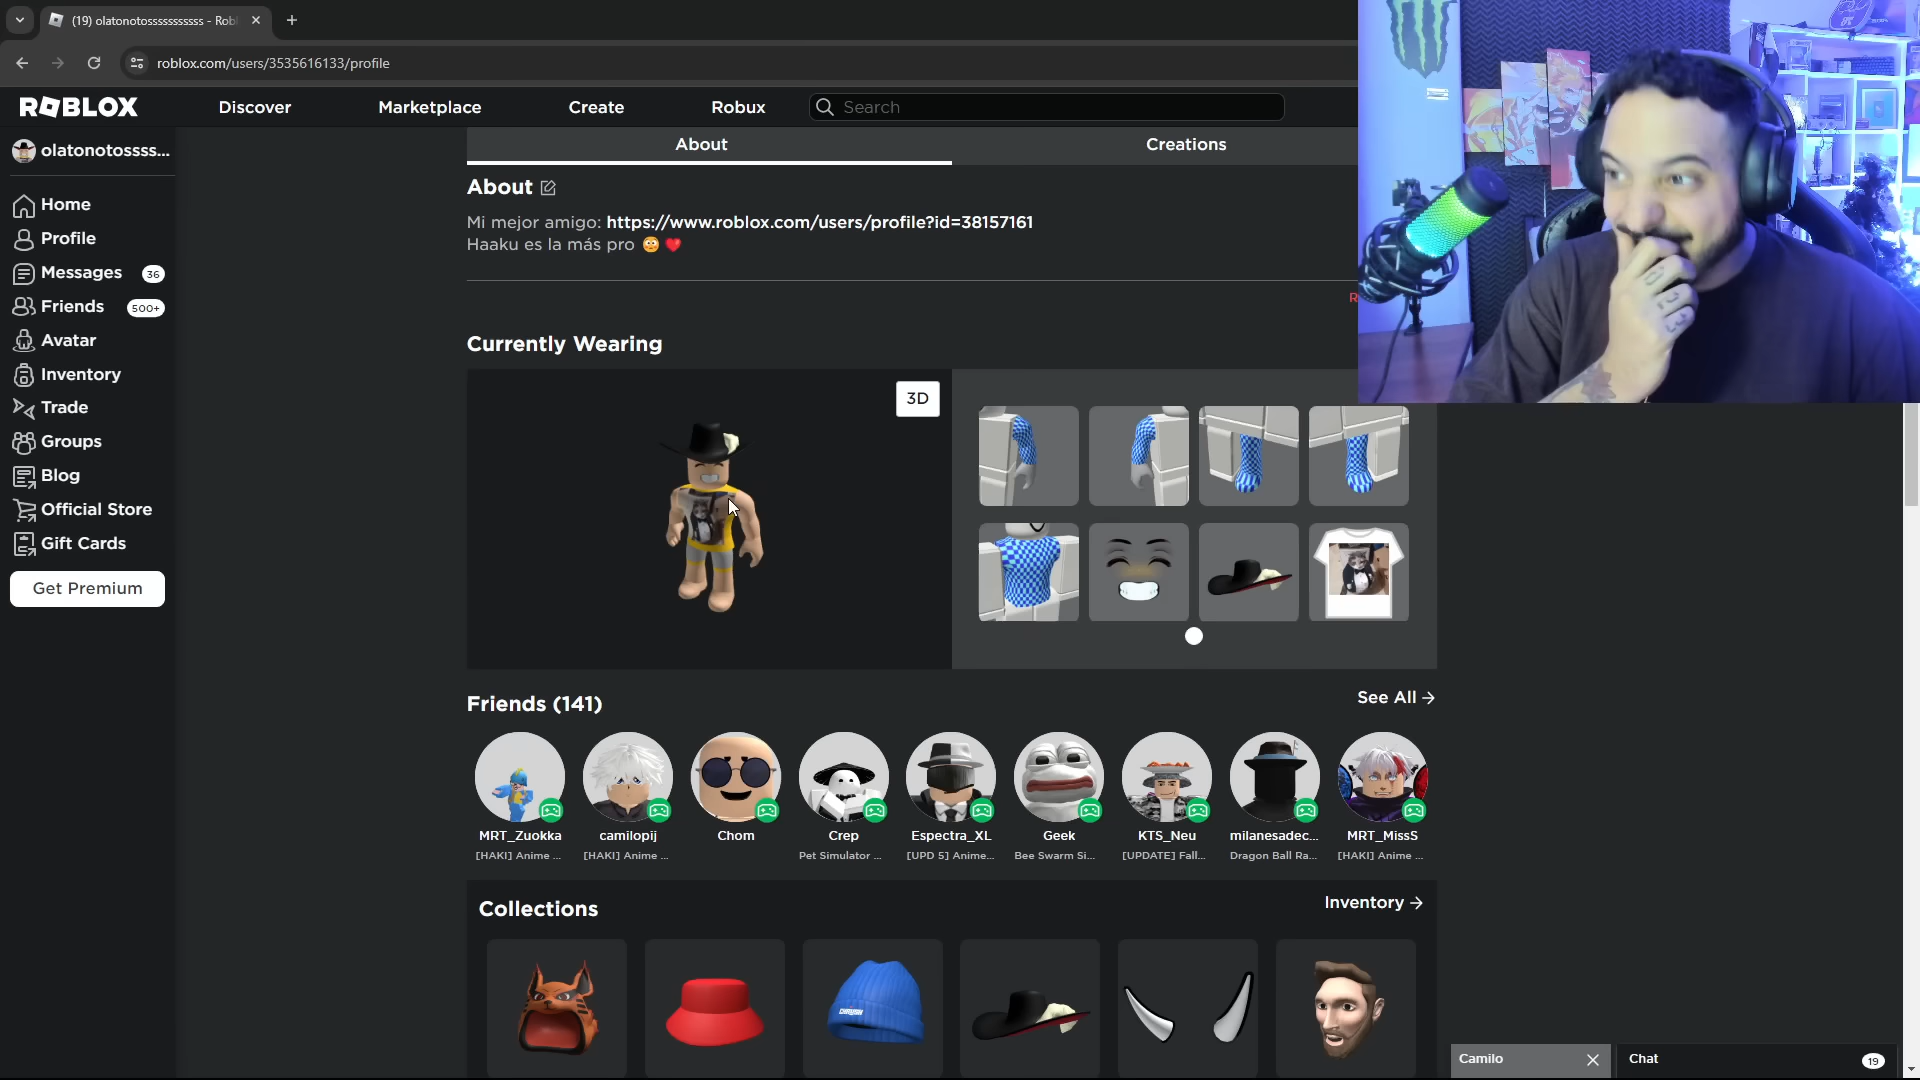 (19) olatonotosssssssssss - Rob
roblox.com/users/3535616133/profile
ROBLOX
Discover
Marketplace
Create
Robux
Search
olatonotossss...
About
Creations
Home
Profile
Messages
36
Friends
500+
Avatar
Inventory
Trade
Groups
Blog
Official Store
Gift Cards
Get Premium
About
Mi mejor amigo: https://www.roblox.com/users/profile?id=38157161
Haaku es la más pro 😳❤️
R
Currently Wearing
3D
Friends (141)
See All →
MRT_Zuokka
camilopij
Chom
Crep
Espectra_XL
Geek
KTS_Neu
milanesadec...
MRT_MissS
[HAKI] Anime ...
[HAKI] Anime ...
Pet Simulator ...
[UPD 5] Anime...
Bee Swarm Si...
[UPDATE] Fall...
Dragon Ball Ra...
[HAKI] Anime ...
Collections
Inventory →
Camilo
Chat
19